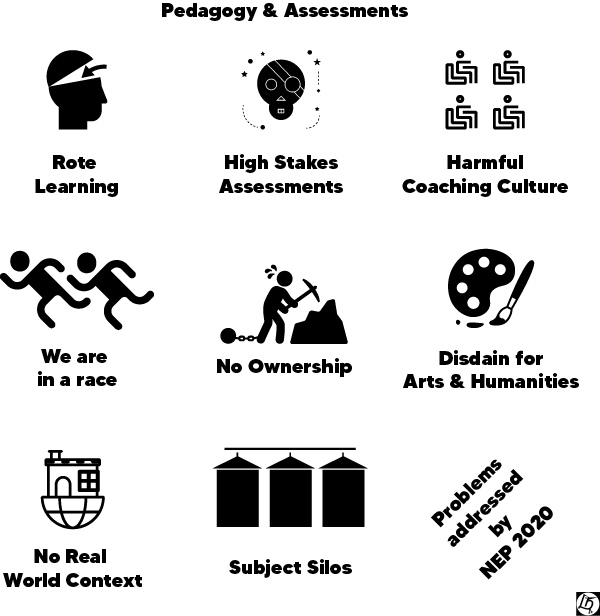 Pedagogy & Assessments
Rote
Learning
High Stakes
Assessments
Harmful
Coaching Culture
We are
in a race
No Ownership
Disdain for
Arts & Humanities
No Real
World Context
Subject Silos
Problems
addressed
by
NEP 2020